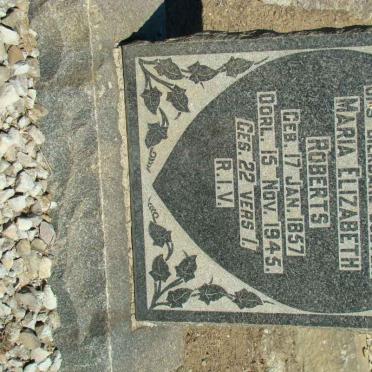 MARIA ELIZABETH
ROBERTS
GEB. 17 JAN. 1857
OORL. 15 NOV. 1945.
GES. 22 VERS 1.
R.I.V.